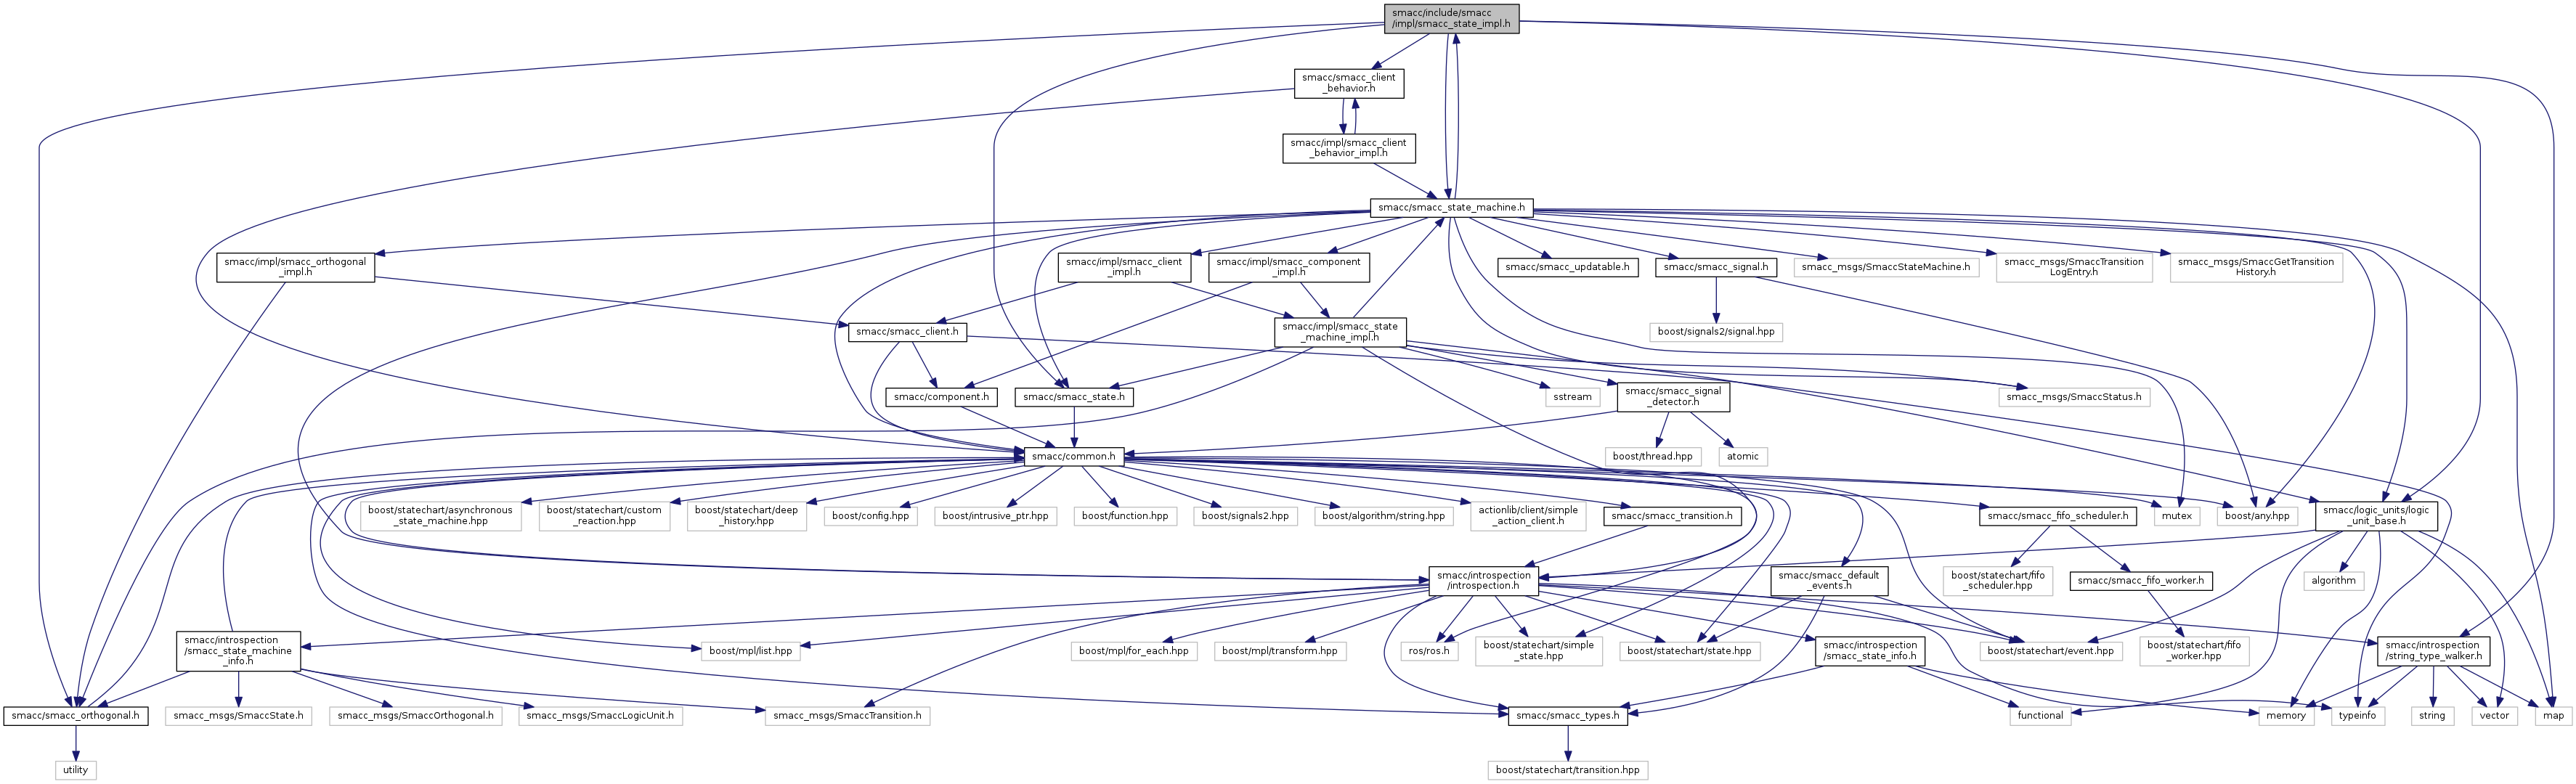 smacc/include/smacc
/impl/smacc_state_impl.h
smacc/smacc_client
_behavior.h
smacc/impl/smacc_client
_behavior_impl.h
smacc/smacc_state_machine.h
smacc/impl/smacc_orthogonal
_impl.h
smacc/impl/smacc_client
_impl.h
smacc/impl/smacc_component
_impl.h
smacc/smacc_updatable.h
smacc/smacc_signal.h
smacc_msgs/SmaccStateMachine.h
smacc_msgs/SmaccTransition
LogEntry.h
smacc_msgs/SmaccGetTransition
History.h
smacc/smacc_client.h
smacc/impl/smacc_state
_machine_impl.h
boost/signals2/signal.hpp
smacc/component.h
smacc/smacc_state.h
sstream
smacc/smacc_signal
_detector.h
smacc_msgs/SmaccStatus.h
smacc/common.h
boost/thread.hpp
atomic
boost/statechart/asynchronous
_state_machine.hpp
boost/statechart/custom
_reaction.hpp
boost/statechart/deep
_history.hpp
boost/config.hpp
boost/intrusive_ptr.hpp
boost/function.hpp
boost/signals2.hpp
boost/algorithm/string.hpp
actionlib/client/simple
_action_client.h
smacc/smacc_transition.h
smacc/smacc_fifo_scheduler.h
mutex
boost/any.hpp
smacc/logic_units/logic
_unit_base.h
smacc/introspection
/introspection.h
smacc/smacc_default
_events.h
boost/statechart/fifo
_scheduler.hpp
smacc/smacc_fifo_worker.h
algorithm
smacc/introspection
/smacc_state_machine
_info.h
boost/mpl/list.hpp
boost/mpl/for_each.hpp
boost/mpl/transform.hpp
ros/ros.h
boost/statechart/simple
_state.hpp
boost/statechart/state.hpp
smacc/introspection
/smacc_state_info.h
boost/statechart/event.hpp
boost/statechart/fifo
_worker.hpp
smacc/introspection
/string_type_walker.h
smacc/smacc_orthogonal.h
smacc_msgs/SmaccState.h
smacc_msgs/SmaccOrthogonal.h
smacc_msgs/SmaccLogicUnit.h
smacc_msgs/SmaccTransition.h
smacc/smacc_types.h
functional
memory
typeinfo
string
vector
map
utility
boost/statechart/transition.hpp